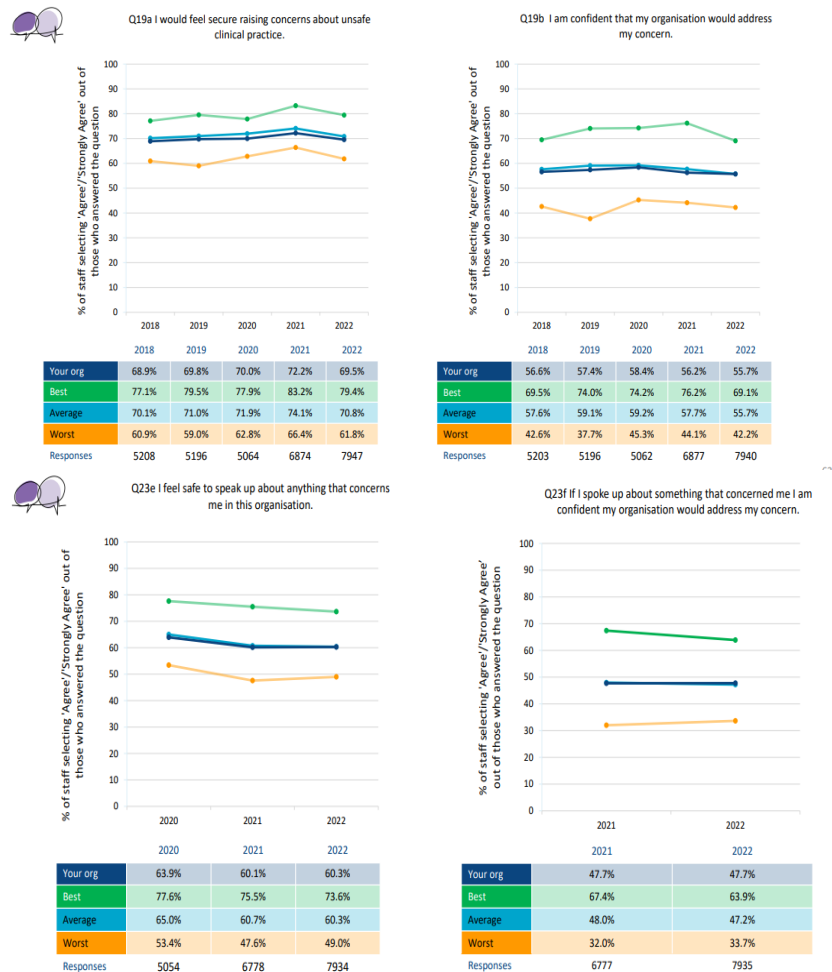 Q19a I would feel secure raising concerns about unsafe
clinical practice.
% of staff selecting 'Agree'/'Strongly Agree' out of
those who answered the question
100
90
80
70
60
50
40
30
20
10
0
2018 2019 2020 2021 2022
2018 2019 2020 2021 2022
Your org 68.9% 69.8% 70.0% 72.2% 69.5%
Best 77.1% 79.5% 77.9% 83.2% 79.4%
Average 70.1% 71.0% 71.9% 74.1% 70.8%
Worst 60.9% 59.0% 62.8% 66.4% 61.8%
Responses 5208 5196 5064 6874 7947
Q19b I am confident that my organisation would address
my concern.
% of staff selecting 'Agree'/'Strongly Agree' out of
those who answered the question
100
90
80
70
60
50
40
30
20
10
0
2018 2019 2020 2021 2022
2018 2019 2020 2021 2022
Your org 56.6% 57.4% 58.4% 56.2% 55.7%
Best 69.5% 74.0% 74.2% 76.2% 69.1%
Average 57.6% 59.1% 59.2% 57.7% 55.7%
Worst 42.6% 37.7% 45.3% 44.1% 42.2%
Responses 5203 5196 5062 6877 7940
Q23e I feel safe to speak up about anything that concerns
me in this organisation.
% of staff selecting 'Agree'/'Strongly Agree' out of
those who answered the question
100
90
80
70
60
50
40
30
20
10
0
2020 2021 2022
2020 2021 2022
Your org 63.9% 60.1% 60.3%
Best 77.6% 75.5% 73.6%
Average 65.0% 60.7% 60.3%
Worst 53.4% 47.6% 49.0%
Responses 5054 6778 7934
Q23f If I spoke up about something that concerned me I am
confident my organisation would address my concern.
% of staff selecting 'Agree'/'Strongly Agree'
out of those who answered the question
100
90
80
70
60
50
40
30
20
10
0
2021 2022
2021 2022
Your org 47.7% 47.7%
Best 67.4% 63.9%
Average 48.0% 47.2%
Worst 32.0% 33.7%
Responses 6777 7935